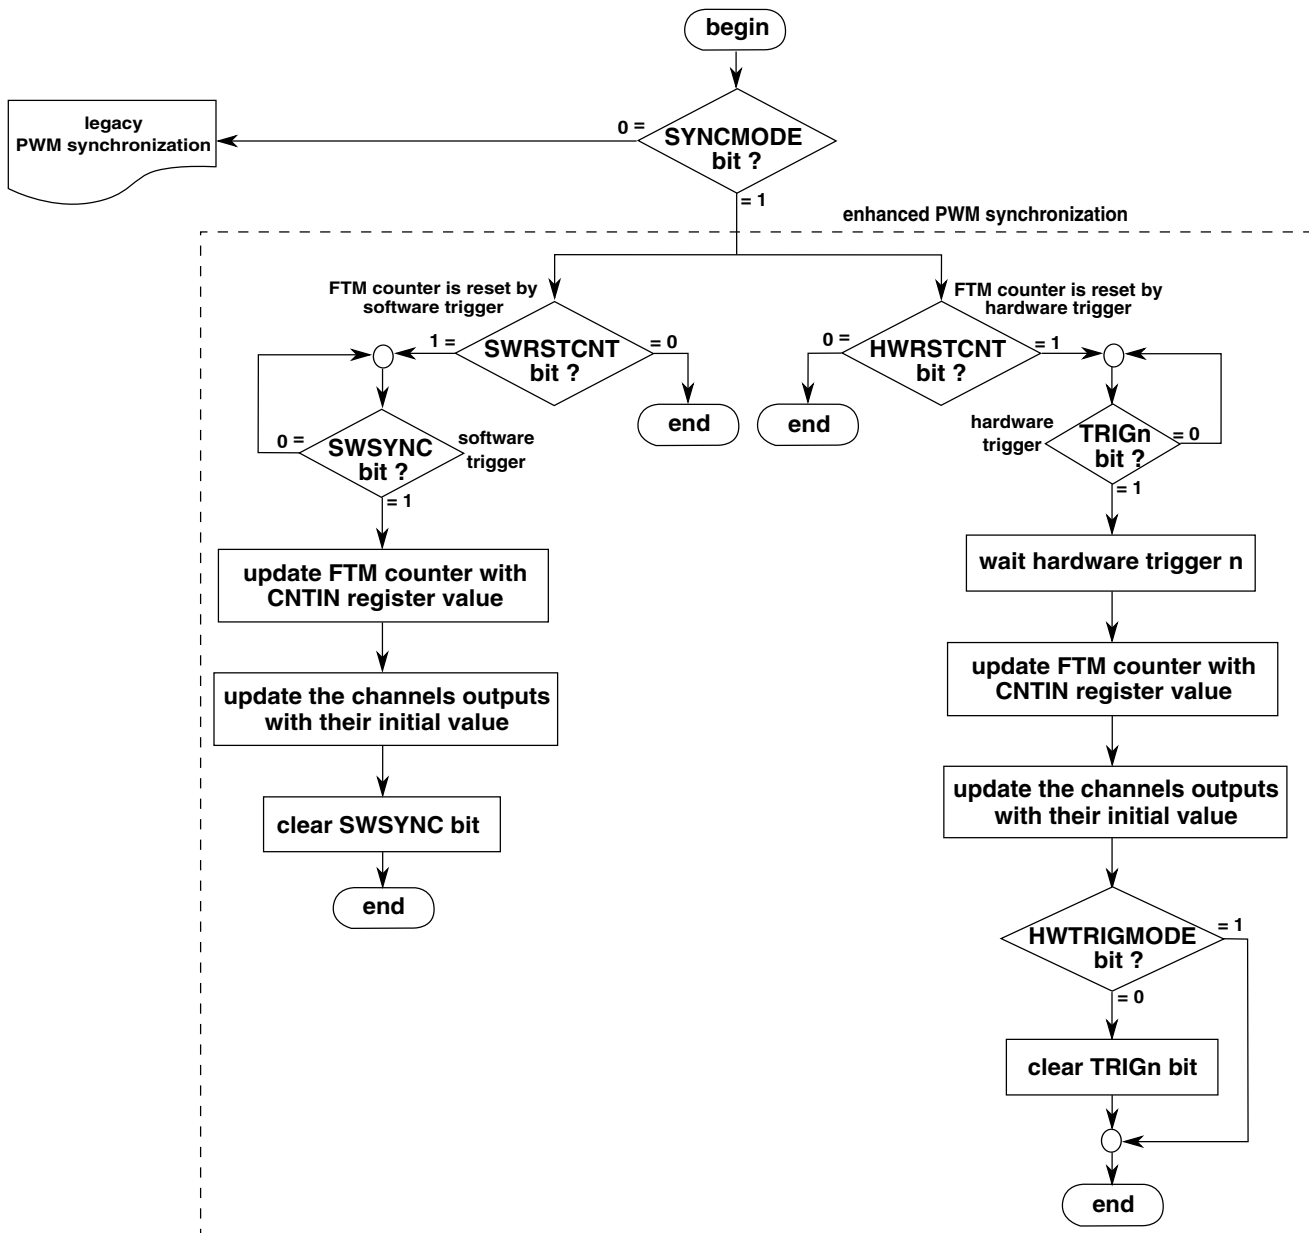 begin
legacy
PWM synchronization
0 =
SYNCMODE
bit ?
= 1
enhanced PWM synchronization
FTM counter is reset by
software trigger
1 =
SWRSTCNT
bit ?
= 0
end
FTM counter is reset by
hardware trigger
0 =
HWRSTCNT
bit ?
= 1
end
0 =
SWSYNC
bit ?
software
trigger
= 1
hardware
trigger
TRIGn
bit ?
= 0
= 1
update FTM counter with
CNTIN register value
update the channels outputs
with their initial value
clear SWSYNC bit
end
wait hardware trigger n
update FTM counter with
CNTIN register value
update the channels outputs
with their initial value
HWTRIGMODE
bit ?
= 1
= 0
clear TRIGn bit
end